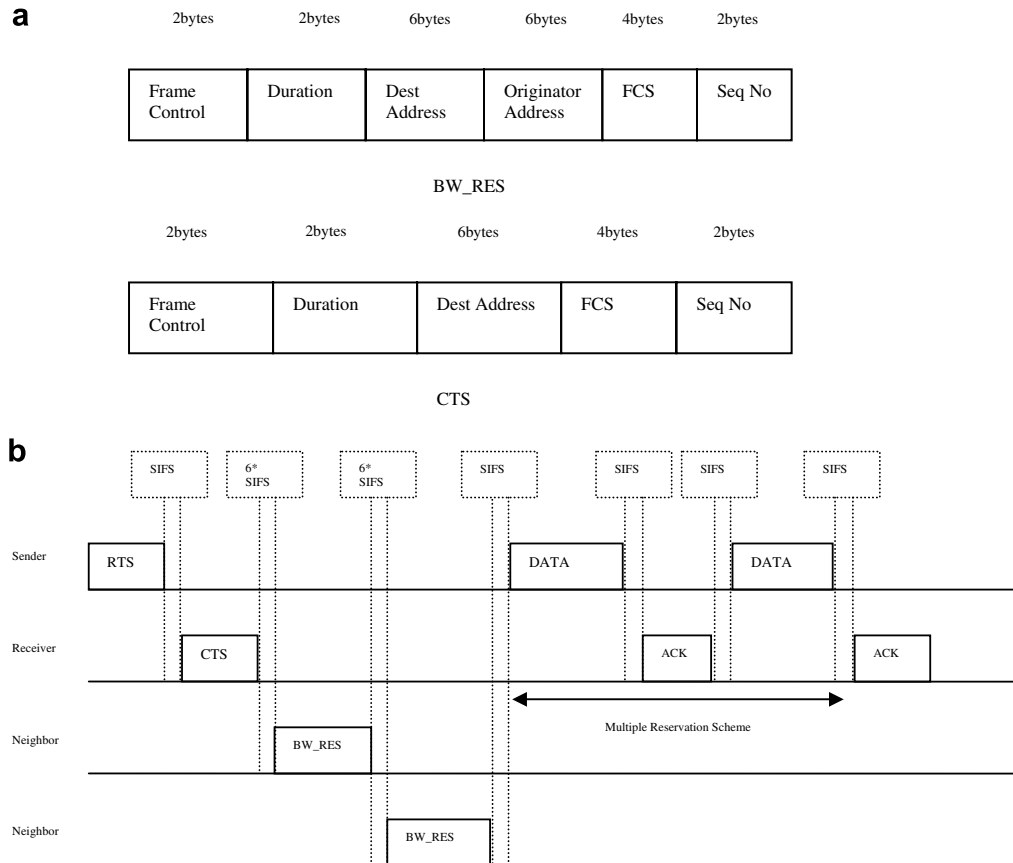 a
2bytes 2bytes 6bytes 6bytes 4bytes 2bytes
Frame Control Duration Dest Address Originator Address FCS Seq No
BW_RES
2bytes 2bytes 6bytes 4bytes 2bytes
Frame Control Duration Dest Address FCS Seq No
CTS
b
SIFS 6* SIFS 6* SIFS SIFS SIFS SIFS SIFS
Sender RTS DATA DATA
Receiver CTS ACK ACK
Multiple Reservation Scheme
Neighbor BW_RES
Neighbor BW_RES